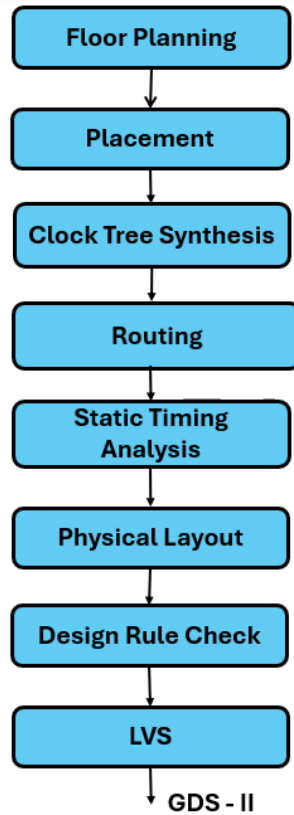 Floor Planning
Placement
Clock Tree Synthesis
Routing
Static Timing
Analysis
Physical Layout
Design Rule Check
LVS
GDS - II